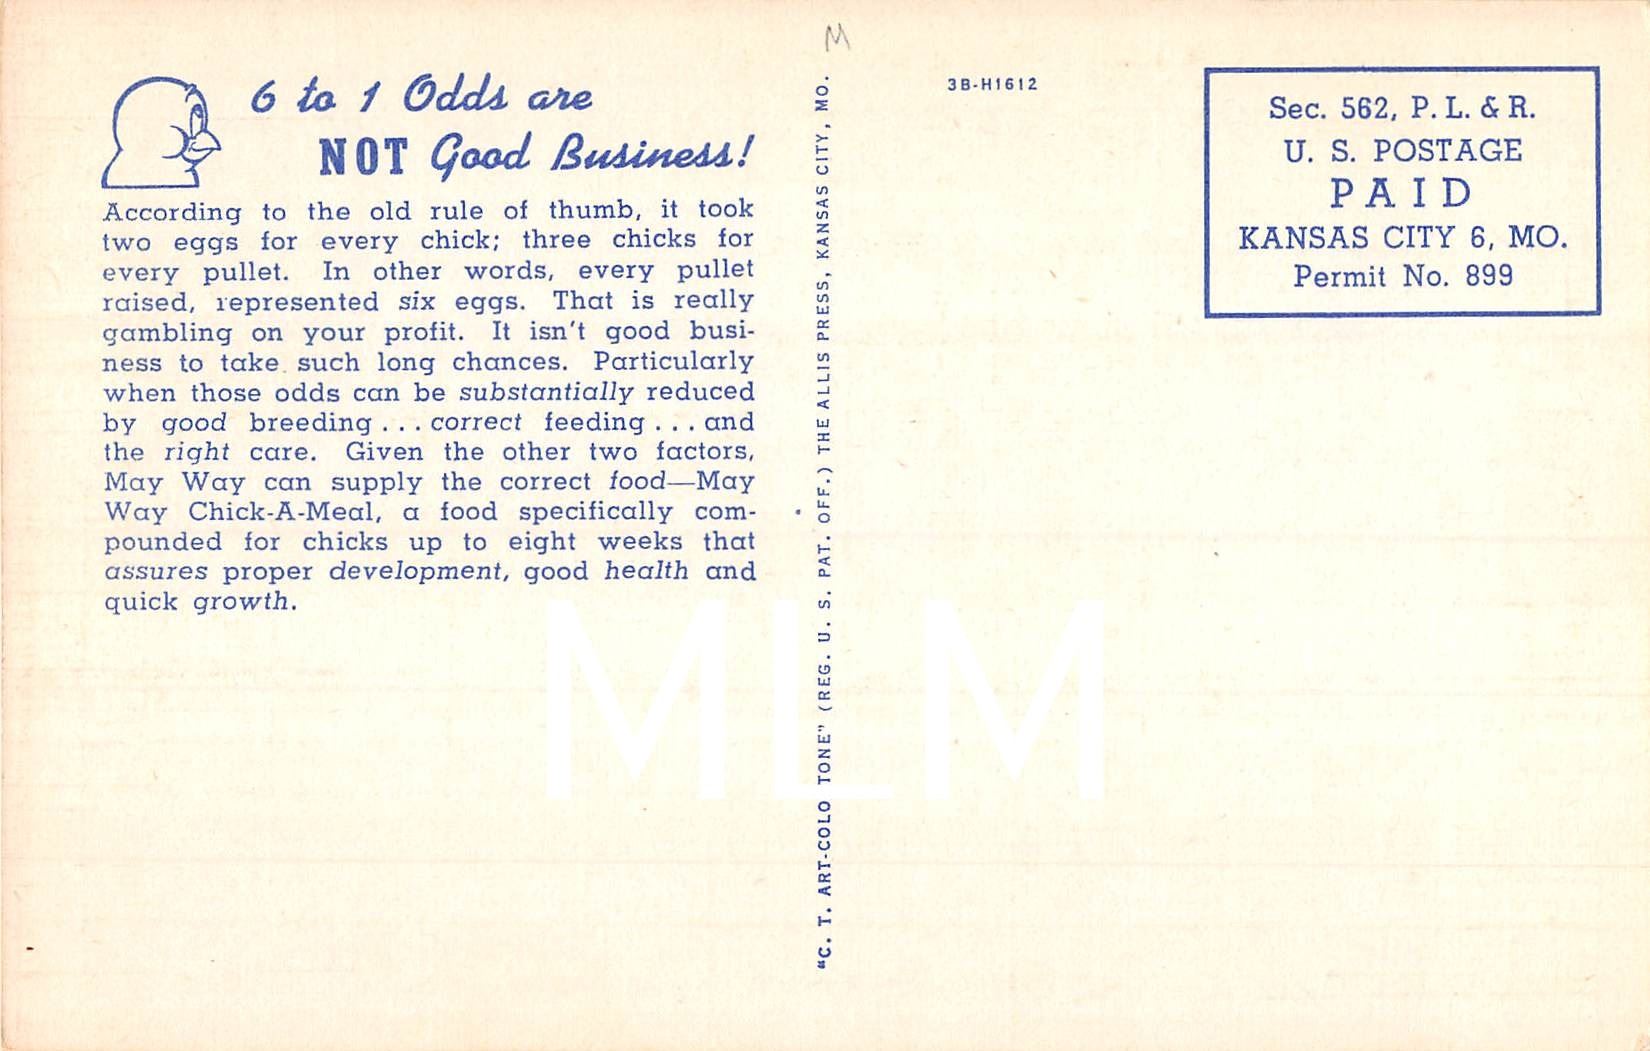 M
6 to 1 Odds are
NOT Good Business!
According to the old rule of thumb, it took
two eggs for every chick; three chicks for
every pullet. In other words, every pullet
raised, represented six eggs. That is really
gambling on your profit. It isn't good busi-
ness to take such long chances. Particularly
when those odds can be substantially reduced
by good breeding . . . correct feeding . . . and
the right care. Given the other two factors,
May Way can supply the correct food—May
Way Chick-A-Meal, a food specifically com-
pounded for chicks up to eight weeks that
assures proper development, good health and
quick growth.
"C. T. ART-COLO TONE" (REG. U. S. PAT. OFF.) THE ALLIS PRESS, KANSAS CITY, MO.
3B-H1612
Sec. 562, P. L. & R.
U. S. POSTAGE
PAID
KANSAS CITY 6, MO.
Permit No. 899
MLM